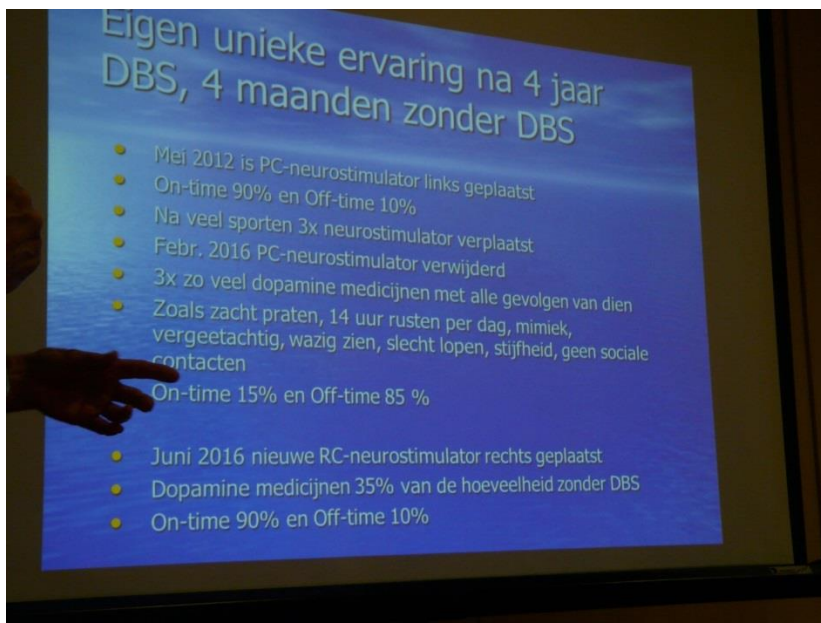 Eigen unieke ervaring na 4 jaar
DBS, 4 maanden zonder DBS
Mei 2012 is PC-neurostimulator links geplaatst
On-time 90% en Off-time 10%
Na veel sporten 3x neurostimulator verplaatst
Febr. 2016 PC-neurostimulator verwijderd
3x zo veel dopamine medicijnen met alle gevolgen van dien
Zoals zacht praten, 14 uur rusten per dag, mimiek,
vergeetachtig, wazig zien, slecht lopen, stijfheid, geen sociale
contacten
On-time 15% en Off-time 85 %
Juni 2016 nieuwe RC-neurostimulator rechts geplaatst
Dopamine medicijnen 35% van de hoeveelheid zonder DBS
On-time 90% en Off-time 10%